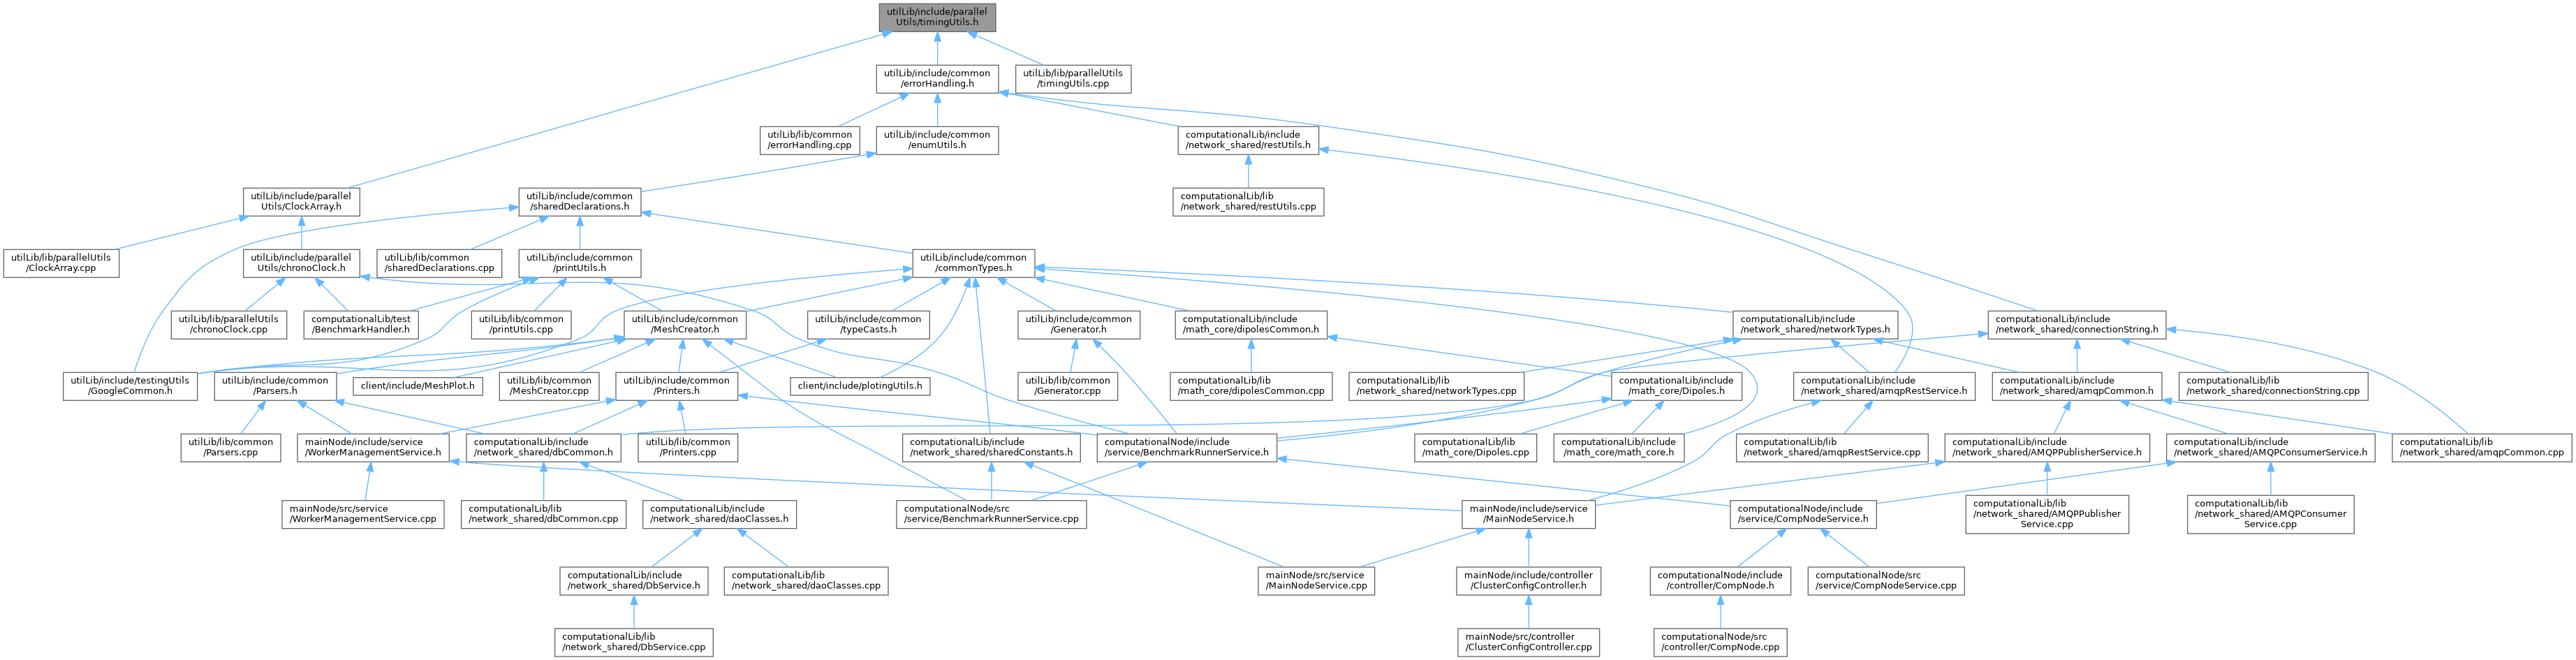 utilLib/include/parallel
Utils/timingUtils.h
utilLib/include/common
/errorHandling.h
utilLib/lib/parallelUtils
/timingUtils.cpp
utilLib/lib/common
/errorHandling.cpp
utilLib/include/common
/enumUtils.h
computationalLib/include
/network_shared/restUtils.h
utilLib/include/parallel
Utils/ClockArray.h
utilLib/include/common
/sharedDeclarations.h
computationalLib/lib
/network_shared/restUtils.cpp
utilLib/lib/parallelUtils
/ClockArray.cpp
utilLib/include/parallel
Utils/chronoClock.h
utilLib/lib/common
/sharedDeclarations.cpp
utilLib/include/common
/printUtils.h
utilLib/include/common
/commonTypes.h
utilLib/lib/parallelUtils
/chronoClock.cpp
computationalLib/test
/BenchmarkHandler.h
utilLib/lib/common
/printUtils.cpp
utilLib/include/common
/MeshCreator.h
utilLib/include/common
/typeCasts.h
utilLib/include/common
/Generator.h
computationalLib/include
/math_core/dipolesCommon.h
computationalLib/include
/network_shared/networkTypes.h
computationalLib/include
/network_shared/connectionString.h
utilLib/include/testingUtils
/GoogleCommon.h
utilLib/include/common
/Parsers.h
client/include/MeshPlot.h
utilLib/lib/common
/MeshCreator.cpp
utilLib/include/common
/Printers.h
client/include/plotingUtils.h
utilLib/lib/common
/Generator.cpp
computationalLib/lib
/math_core/dipolesCommon.cpp
computationalLib/lib
/network_shared/networkTypes.cpp
computationalLib/include
/math_core/Dipoles.h
computationalLib/include
/network_shared/amqpRestService.h
computationalLib/include
/network_shared/amqpCommon.h
computationalLib/lib
/network_shared/connectionString.cpp
utilLib/lib/common
/Parsers.cpp
mainNode/include/service
/WorkerManagementService.h
computationalLib/include
/network_shared/dbCommon.h
utilLib/lib/common
/Printers.cpp
computationalLib/include
/network_shared/sharedConstants.h
computationalNode/include
/service/BenchmarkRunnerService.h
computationalLib/lib
/math_core/Dipoles.cpp
computationalLib/include
/math_core/math_core.h
computationalLib/lib
/network_shared/amqpRestService.cpp
computationalLib/include
/network_shared/AMQPPublisherService.h
computationalLib/include
/network_shared/AMQPConsumerService.h
computationalLib/lib
/network_shared/amqpCommon.cpp
mainNode/src/service
/WorkerManagementService.cpp
computationalLib/lib
/network_shared/dbCommon.cpp
computationalLib/include
/network_shared/daoClasses.h
computationalNode/src
/service/BenchmarkRunnerService.cpp
mainNode/include/service
/MainNodeService.h
computationalNode/include
/service/CompNodeService.h
computationalLib/lib
/network_shared/AMQPPublisher
Service.cpp
computationalLib/lib
/network_shared/AMQPConsumer
Service.cpp
computationalLib/include
/network_shared/DbService.h
computationalLib/lib
/network_shared/daoClasses.cpp
mainNode/src/service
/MainNodeService.cpp
mainNode/include/controller
/ClusterConfigController.h
computationalNode/include
/controller/CompNode.h
computationalNode/src
/service/CompNodeService.cpp
computationalLib/lib
/network_shared/DbService.cpp
mainNode/src/controller
/ClusterConfigController.cpp
computationalNode/src
/controller/CompNode.cpp